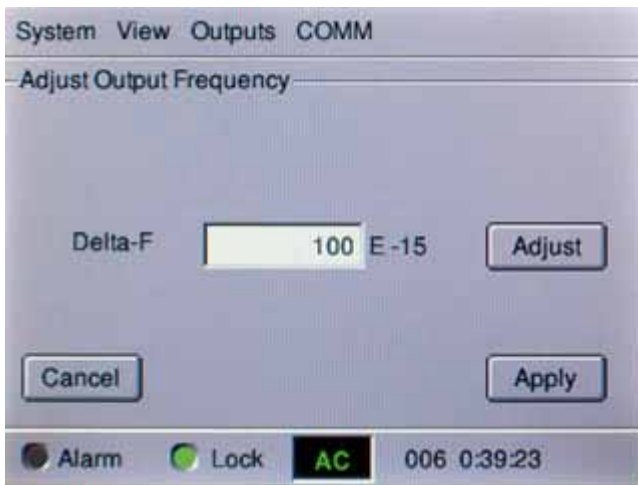 System View Outputs COMM
Adjust Output Frequency
Delta-F 100 E -15 Adjust
Cancel Apply
Alarm Lock AC 006 0:39:23